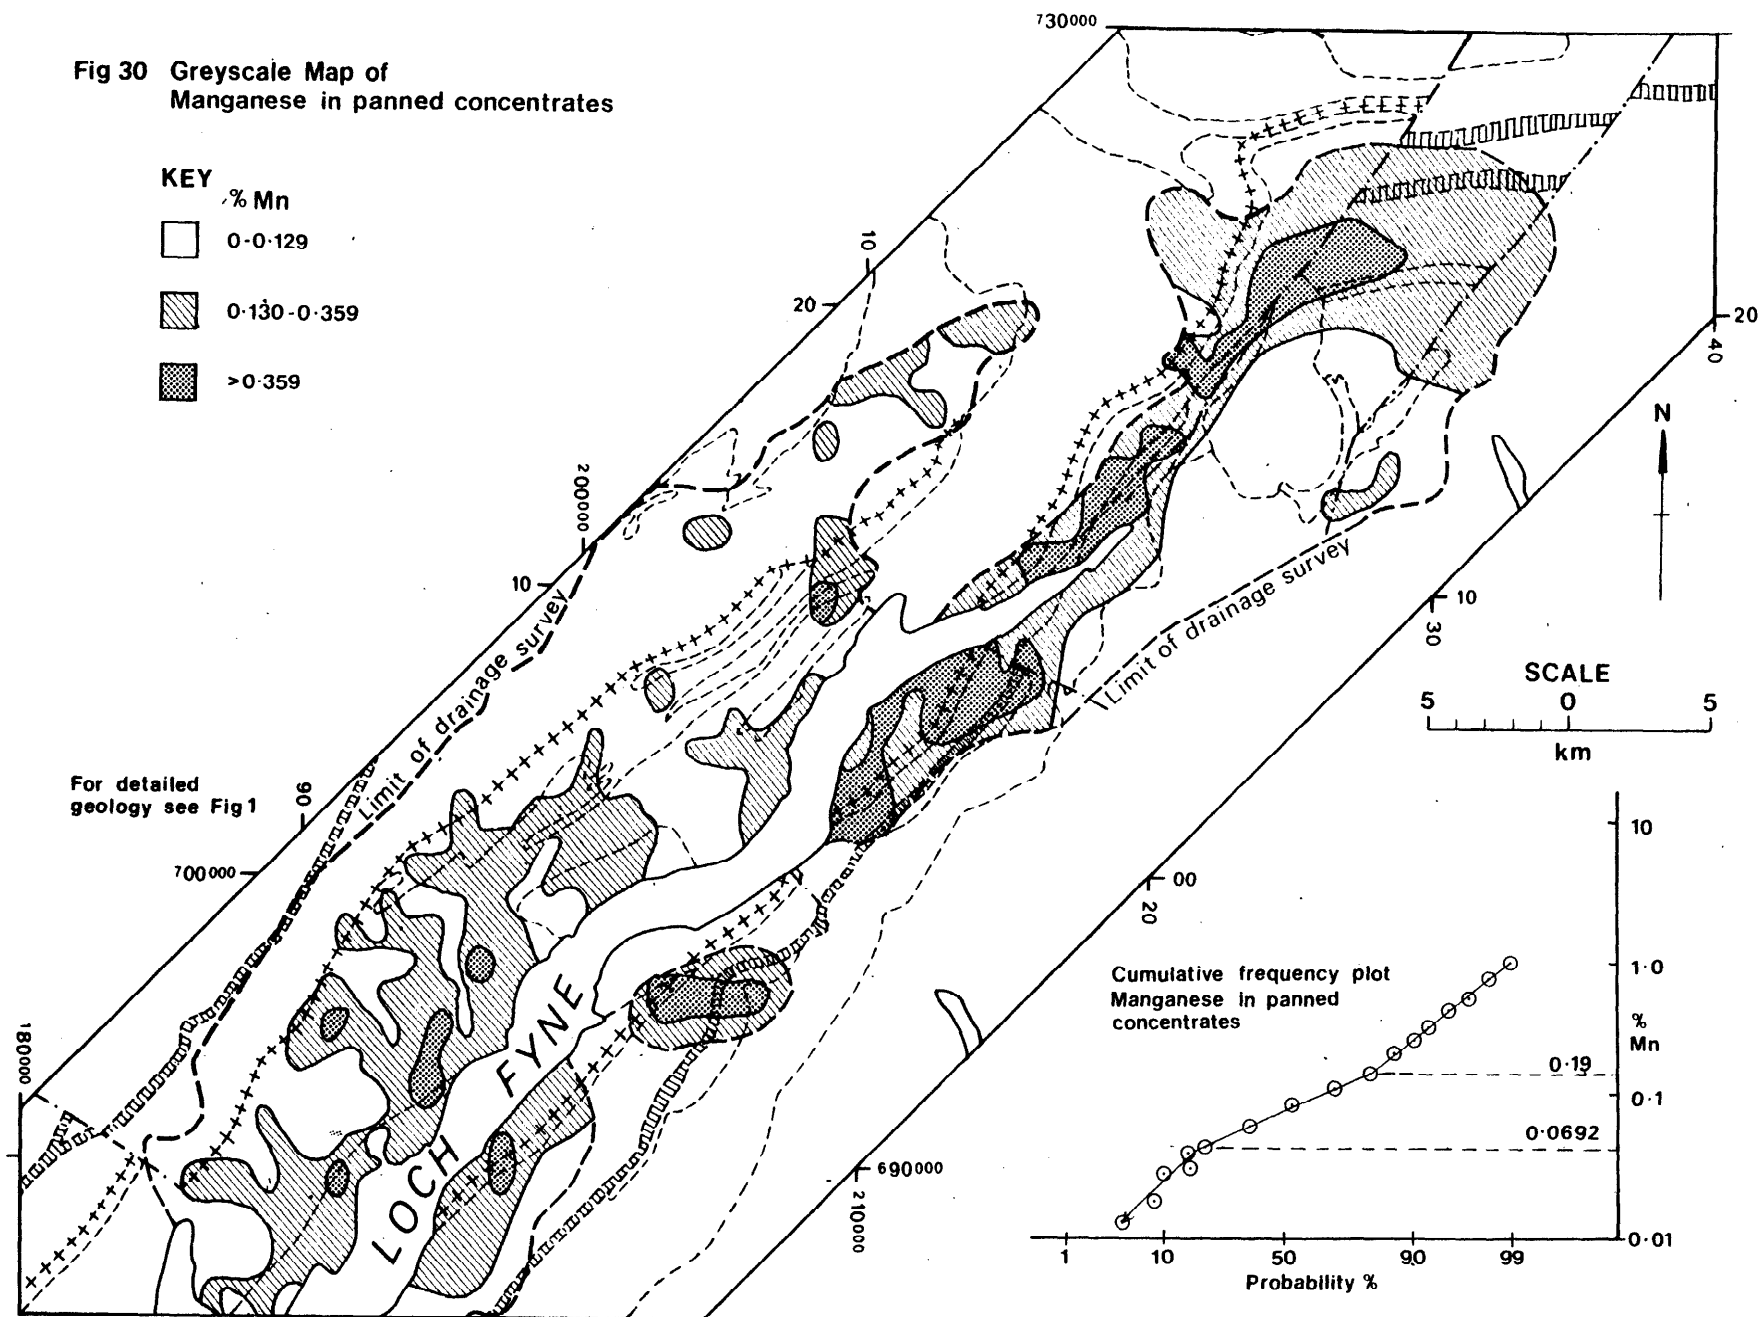 Fig 30 Greyscale Map of
Manganese in panned concentrates
KEY
% Mn
0-0·129
0·130-0·359
>0·359
730000
10
20
20
40
N
200000
10
Limit of drainage survey
Limit of drainage survey
10
30
SCALE
5 0 5
km
For detailed
geology see Fig 1
90
700000
00
20
LOCH FYNE
180000
690000
210000
Cumulative frequency plot
Manganese in panned
concentrates
10
1·0
%
Mn
0·19
0·1
0·0692
0·01
1 10 50 90 99
Probability %